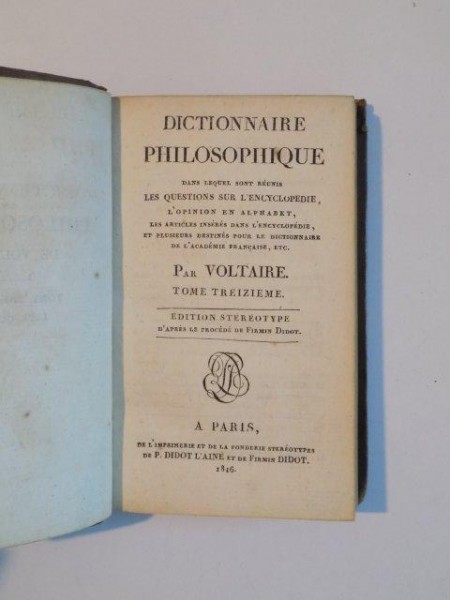 DICTIONNAIRE
PHILOSOPHIQUE
DANS LEQUEL SONT RÉUNIS
LES QUESTIONS SUR L'ENCYCLOPEDIE,
L'OPINION EN ALPHABET,
LES ARTICLES INSÉRÉS DANS L'ENCYCLOPÉDIE,
ET PLUSIEURS DESTINÉS POUR LE DICTIONNAIRE
DE L'ACADÉMIE FRANÇAISE, ETC.
PAR VOLTAIRE.
TOME TREIZIEME.
ÉDITION STÉRÉOTYPE
D'APRÈS LE PROCÉDÉ DE FIRMIN DIDOT.
A PARIS,
DE L'IMPRIMERIE ET DE LA FONDERIE STÉRÉOTYPES
DE P. DIDOT L'AINÉ ET DE FIRMIN DIDOT.
1816.